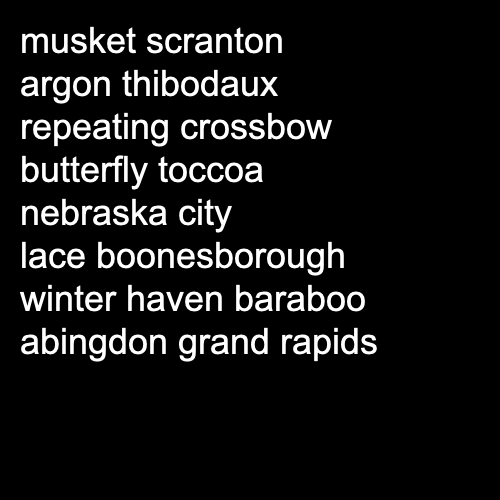 musket scranton
argon thibodaux
repeating crossbow
butterfly toccoa
nebraska city
lace boonesborough
winter haven baraboo
abingdon grand rapids